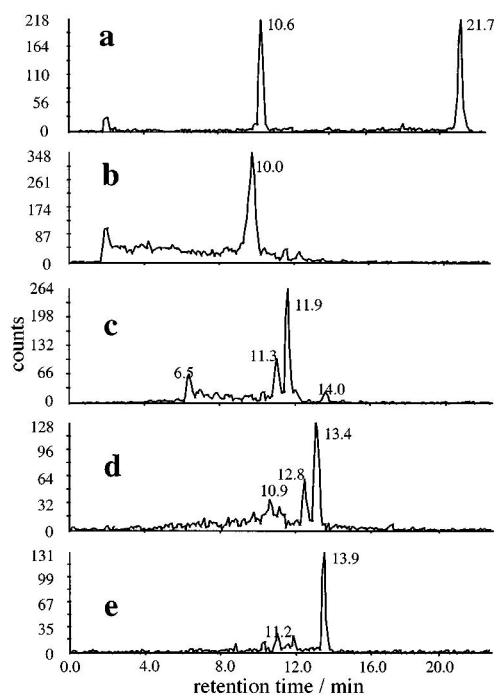 218 10.6 21.7
164 a
110
56
0
348
261 b 10.0
174
87
0
264 11.9
198 c
132 11.3
66 6.5 14.0
0
128 13.4
96 d
64 12.8
32 10.9
0
131 13.9
99 e
67
35 11.2
0
counts
0.0 4.0 8.0 12.0 16.0 20.0
retention time / min